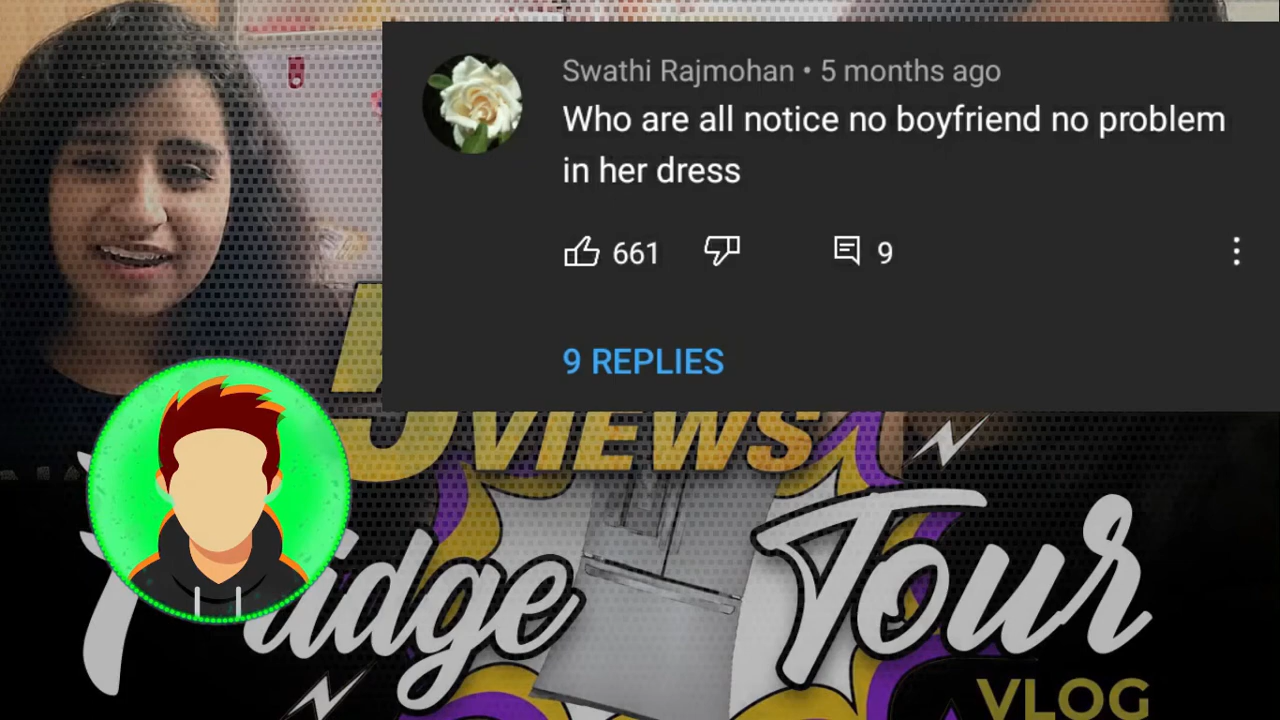 Swathi Rajmohan • 5 months ago
Who are all notice no boyfriend no problem
in her dress
661
9
9 REPLIES
VIEWS
Tour
VLOG